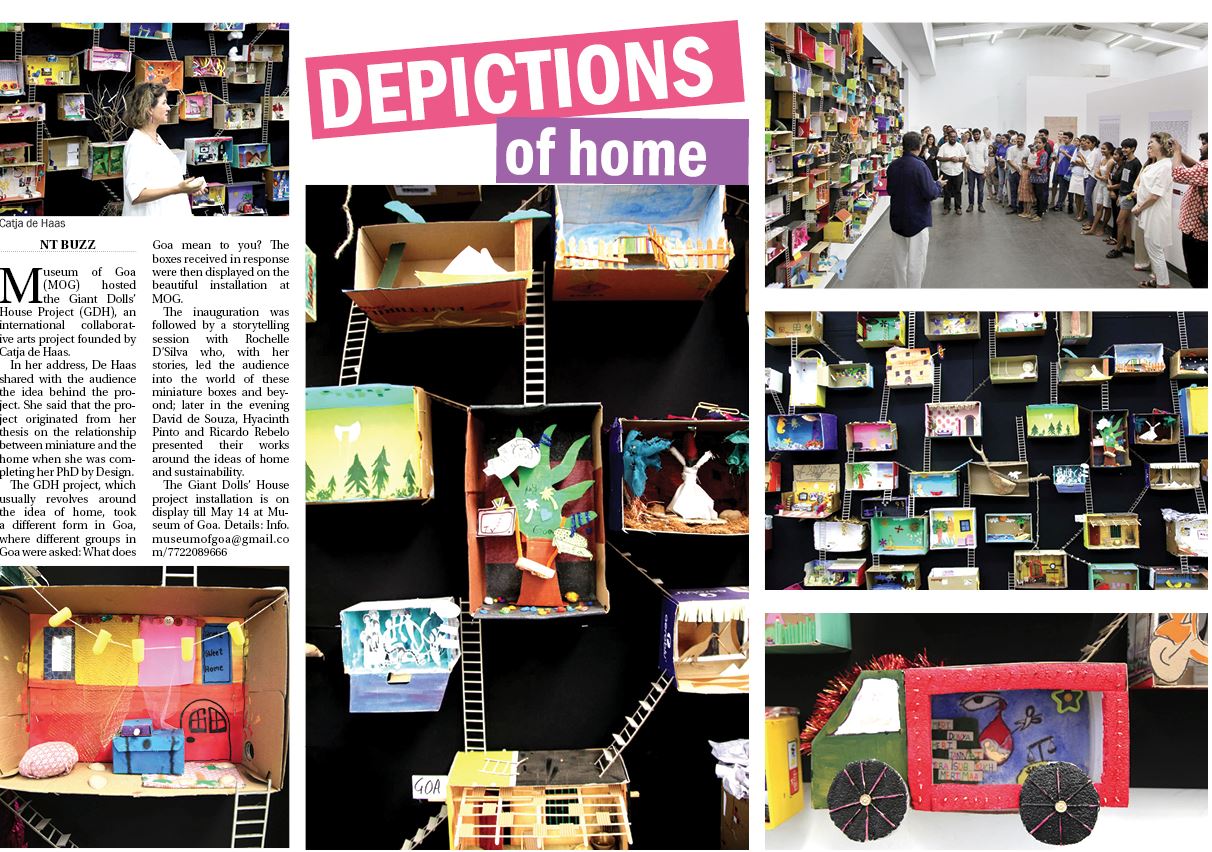 DEPICTIONS
of home
Catja de Haas
NT BUZZ
Museum of Goa
(MOG) hosted
the Giant Dolls'
House Project (GDH), an
international collaborat-
ive arts project founded by
Catja de Haas.
In her address, De Haas
shared with the audience
the idea behind the pro-
ject. She said that the pro-
ject originated from her
thesis on the relationship
between miniature and the
home when she was com-
pleting her PhD by Design.
The GDH project, which
usually revolves around
the idea of home, took
a different form in Goa,
where different groups in
Goa were asked: What does
Goa mean to you? The
boxes received in response
were then displayed on the
beautiful installation at
MOG.
The inauguration was
followed by a storytelling
session with Rochelle
D'Silva who, with her
stories, led the audience
into the world of these
miniature boxes and bey-
ond; later in the evening
David de Souza, Hyacinth
Pinto and Ricardo Rebelo
presented their works
around the ideas of home
and sustainability.
The Giant Dolls' House
project installation is on
display till May 14 at Mu-
seum of Goa. Details: Info.
museumofgoa@gmail.co
m/7722089666
Sweet
Home
GOA